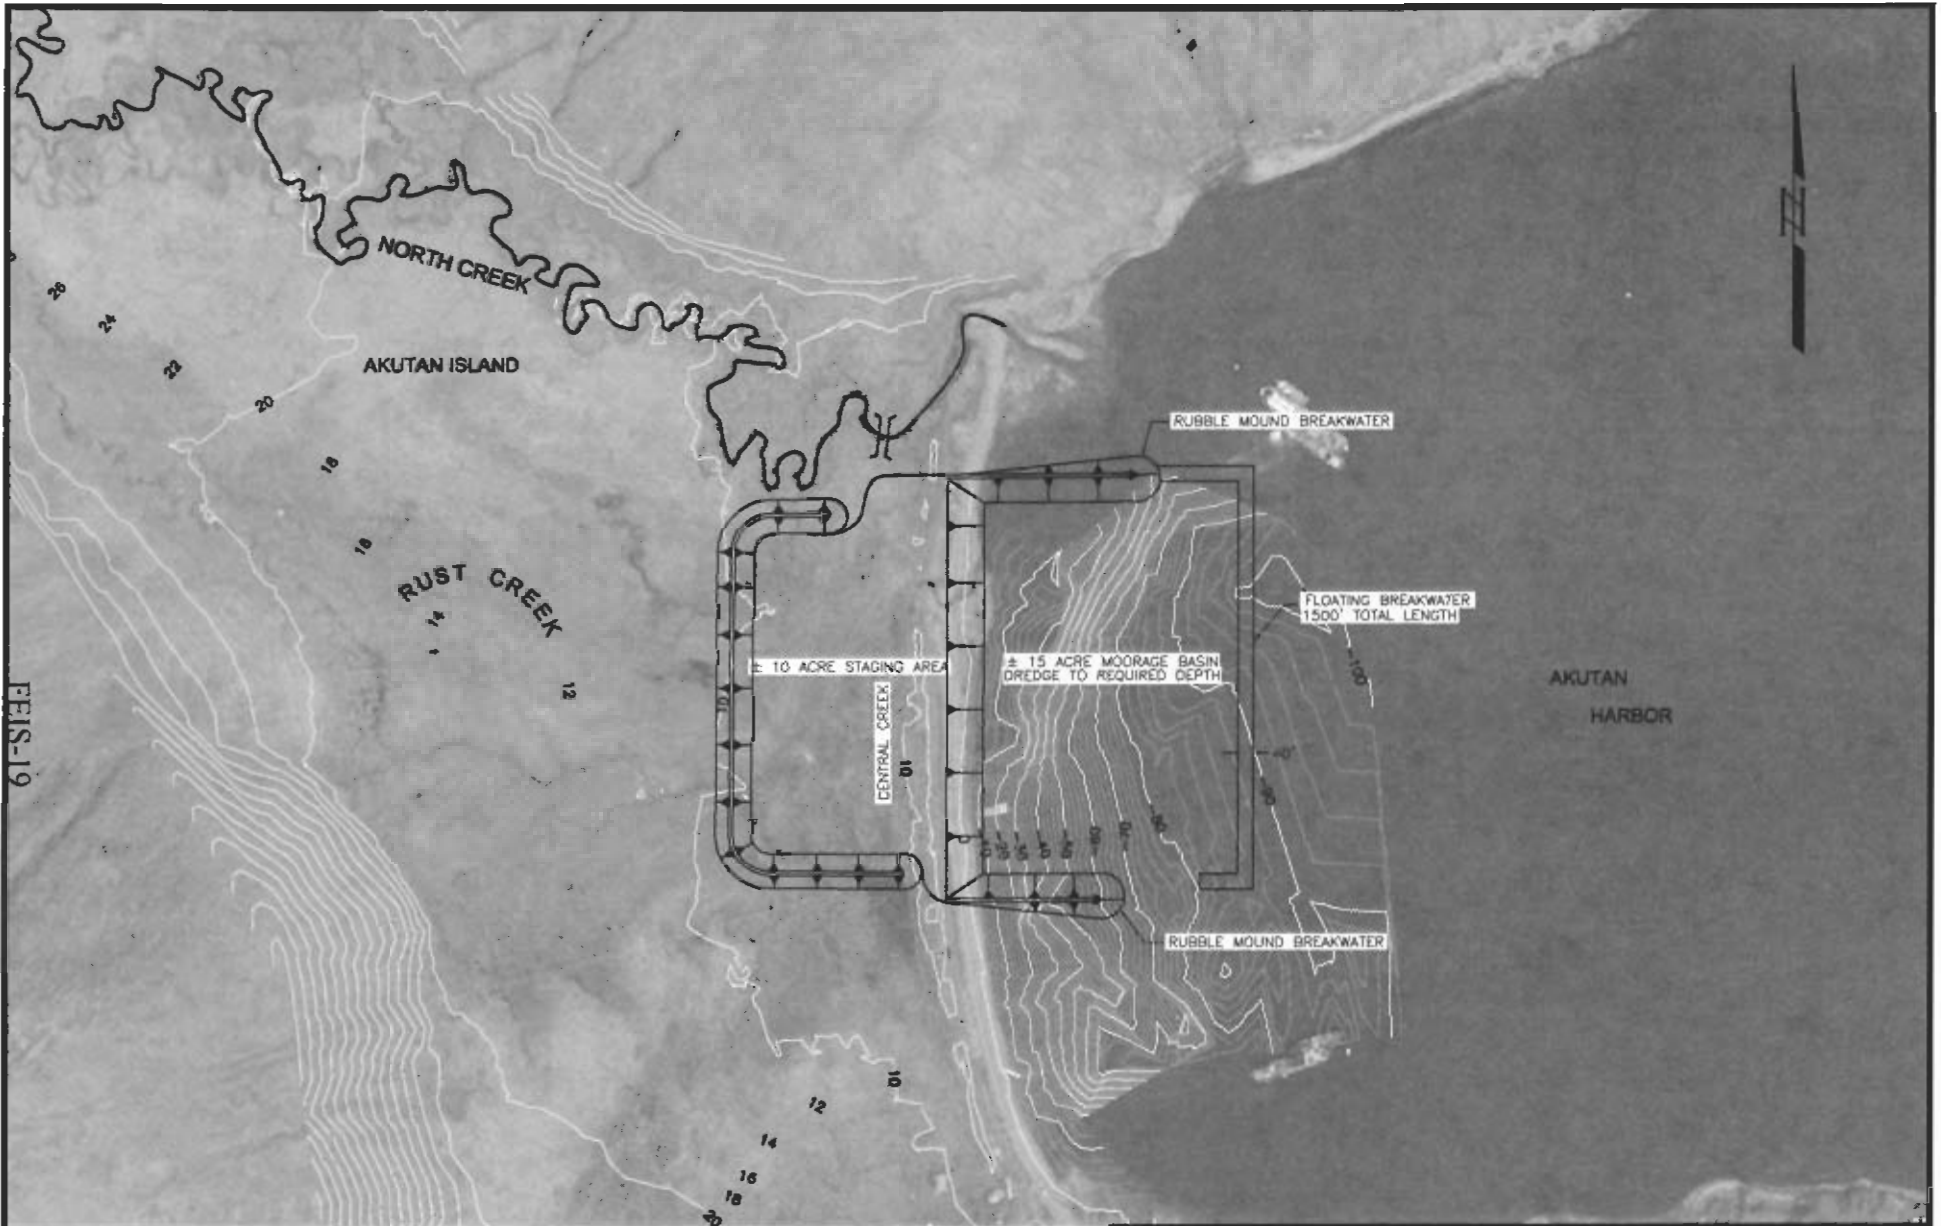 NORTH CREEK
AKUTAN ISLAND
26
24
22
20
18
16
RUST CREEK
14
12
RUBBLE MOUND BREAKWATER
FLOATING BREAKWATER
1500' TOTAL LENGTH
± 10 ACRE STAGING AREA
± 15 ACRE MOORAGE BASIN
DREDGE TO REQUIRED DEPTH
CENTRAL CREEK
10
10
AKUTAN
HARBOR
-100
40'
-90
0
-10
-20
-30
-40
-50
-60
-70
-80
RUBBLE MOUND BREAKWATER
10
12
14
16
18
20
FEIS-19